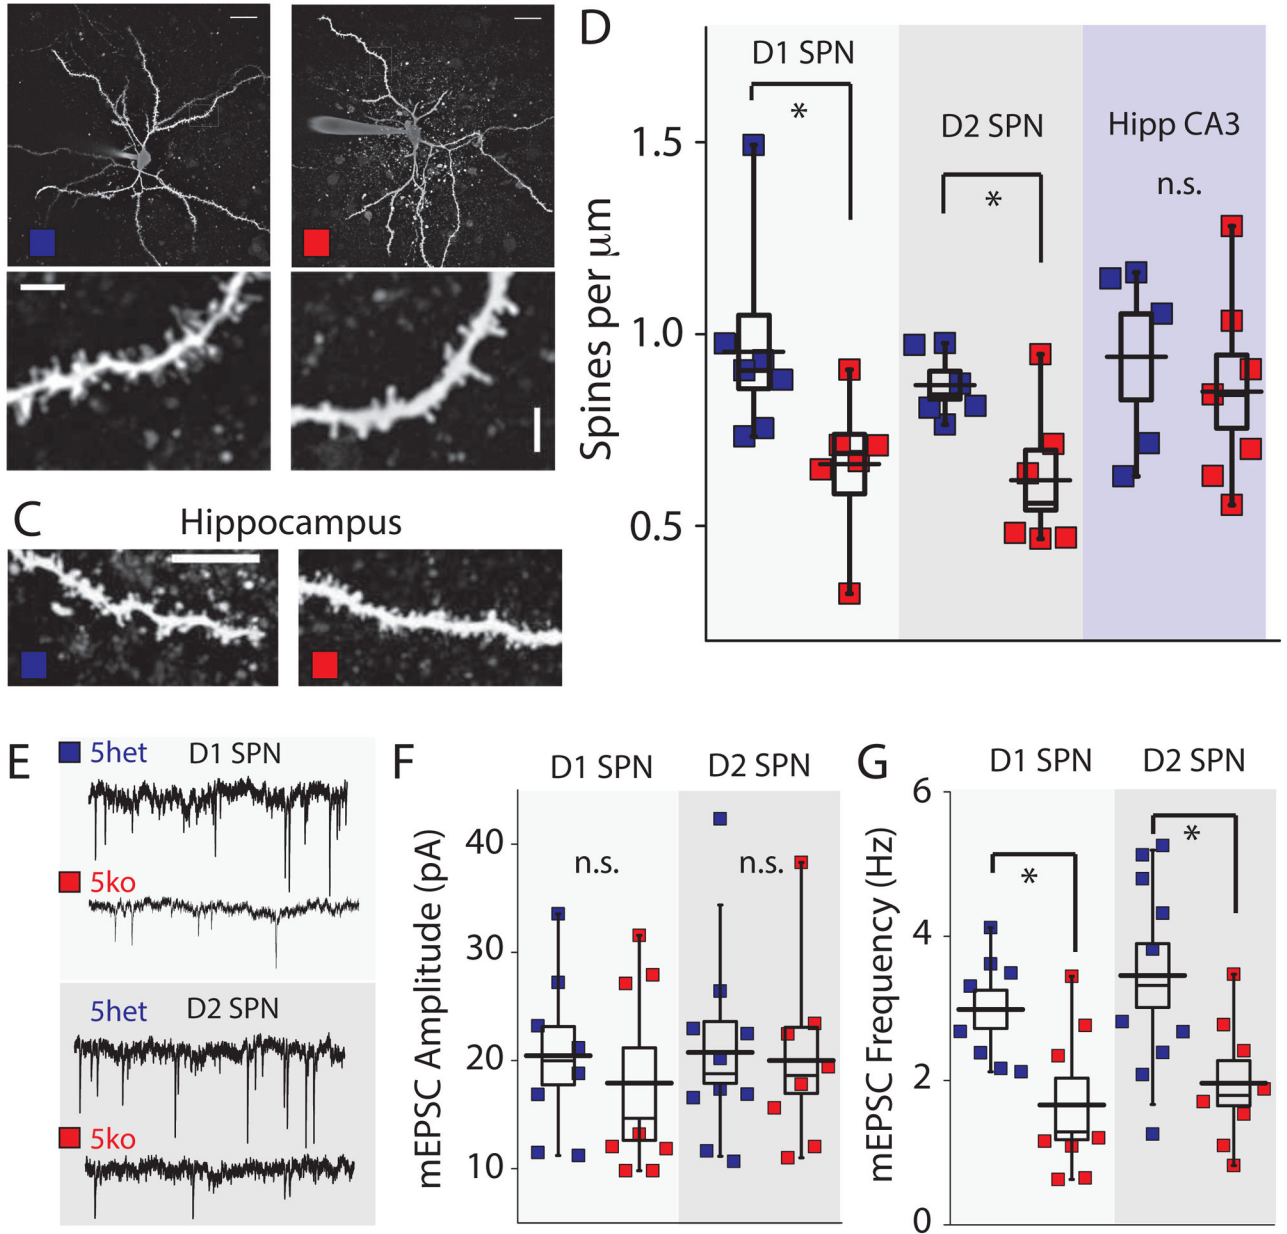 D
D1 SPN
*
D2 SPN
*
Hipp CA3
n.s.
Spines per μm
1.5
1.0
0.5
C
Hippocampus
E
5het
D1 SPN
5ko
5het
D2 SPN
5ko
F
D1 SPN
D2 SPN
n.s.
n.s.
mEPSC Amplitude (pA)
40
30
20
10
G
D1 SPN
D2 SPN
*
*
mEPSC Frequency (Hz)
6
4
2
0